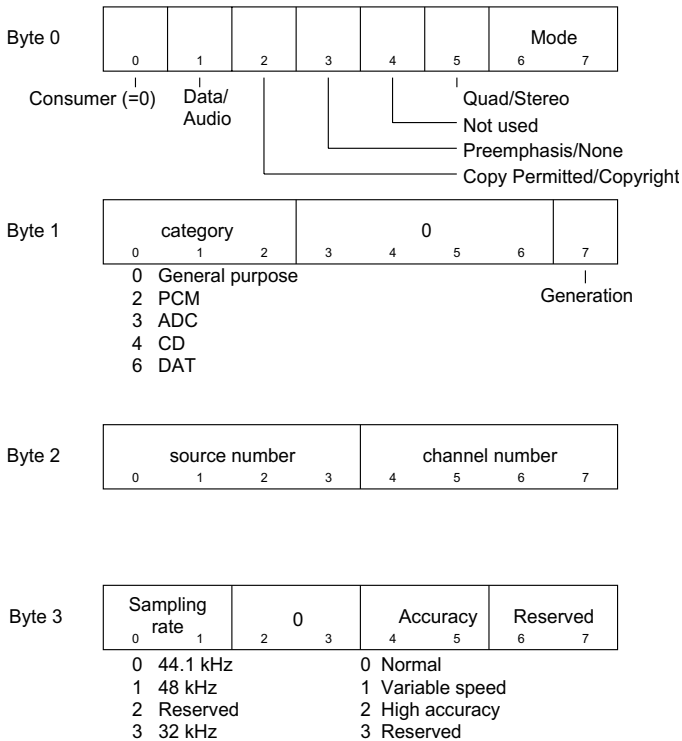 Byte 0
Mode
0 1 2 3 4 5 6 7
Consumer (=0)
Data/
Audio
Quad/Stereo
Not used
Preemphasis/None
Copy Permitted/Copyright
Byte 1
category 0
0 1 2 3 4 5 6 7
0 General purpose
2 PCM
3 ADC
4 CD
6 DAT
Generation
Byte 2
source number channel number
0 1 2 3 4 5 6 7
Byte 3
Sampling
rate
0 Accuracy Reserved
0 1 2 3 4 5 6 7
0 44.1 kHz
1 48 kHz
2 Reserved
3 32 kHz
0 Normal
1 Variable speed
2 High accuracy
3 Reserved